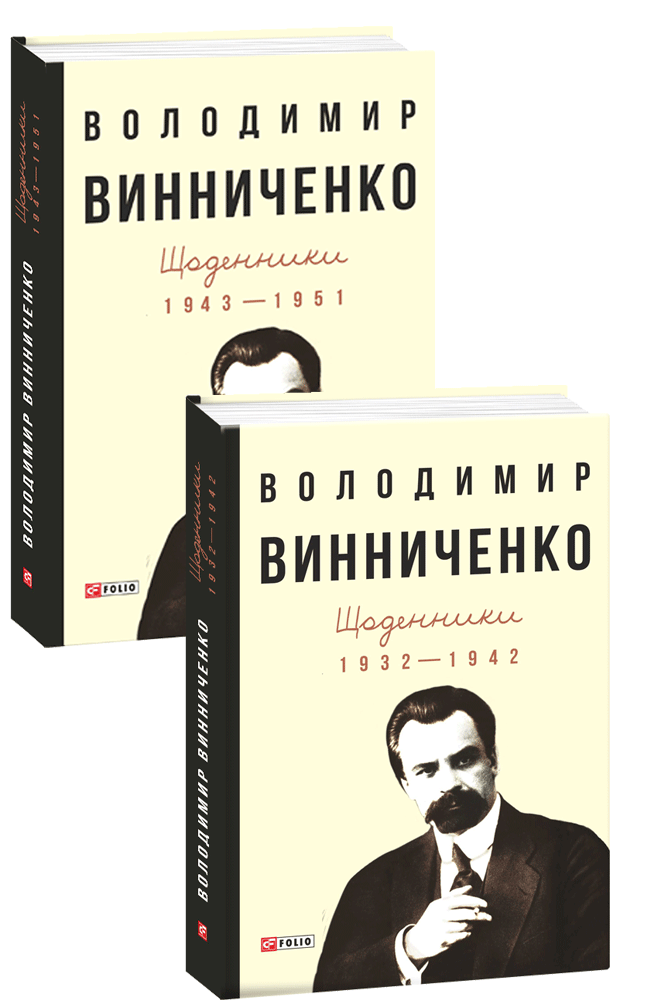 ВОЛОДИМИР
ВИННИЧЕНКО
Щоденники
1943—1951
FOLIO
ВОЛОДИМИР ВИННИЧЕНКО
Щоденники
1943—1951
ВОЛОДИМИР
ВИННИЧЕНКО
Щоденники
1932—1942
FOLIO
ВОЛОДИМИР ВИННИЧЕНКО
Щоденники
1932—1942